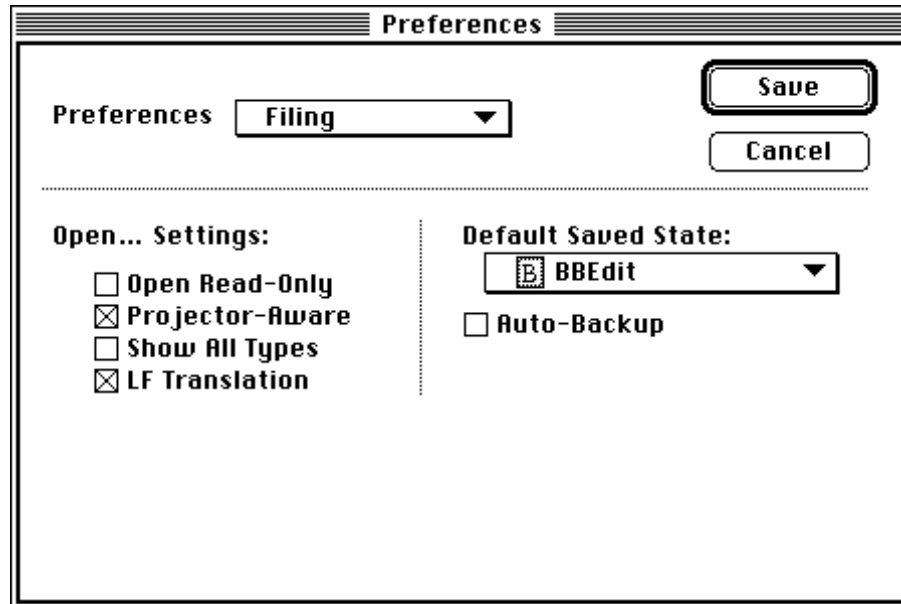 Preferences
Save
Preferences Filing
Cancel
Open... Settings:
Open Read-Only
Projector-Aware
Show All Types
LF Translation
Default Saved State:
B BBEdit
Auto-Backup